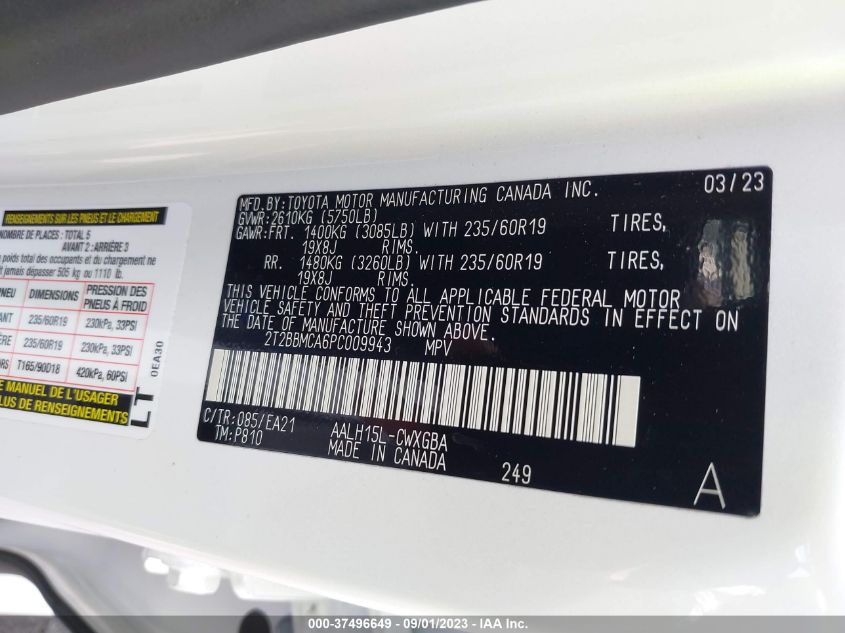 RENSEIGNEMENTS SUR LES PNEUS ET LE CHARGEMENT
NOMBRE DE PLACES : TOTAL 5
AVANT 2 : ARRIÈRE 3
poids total des occupants et du chargement ne
jamais dépasser 505 kg ou 1110 lb.
DIMENSIONS PRESSION DES PNEUS À FROID
235/60R19 230kPa, 33PSI
235/60R19 230kPa, 33PSI
T165/90D18 420kPa, 60PSI
MANUEL DE L'USAGER
PLUS DE RENSEIGNEMENTS
LT 0EA30
MFD.BY:TOYOTA MOTOR MANUFACTURING CANADA INC. 03/23
GVWR:2610KG (5750LB)
GAWR:FRT. 1400KG (3085LB) WITH 235/60R19 TIRES,
19X8J RIMS.
RR. 1480KG (3260LB) WITH 235/60R19 TIRES,
19X8J RIMS.
THIS VEHICLE CONFORMS TO ALL APPLICABLE FEDERAL MOTOR
VEHICLE SAFETY AND THEFT PREVENTION STANDARDS IN EFFECT ON
THE DATE OF MANUFACTURE SHOWN ABOVE.
2T2BBMCA6PC009943 MPV
C/TR:085/EA21 AALH15L-CWXGBA
TM:P810 MADE IN CANADA 249
A
000-37496649 - 09/01/2023 - IAA Inc.